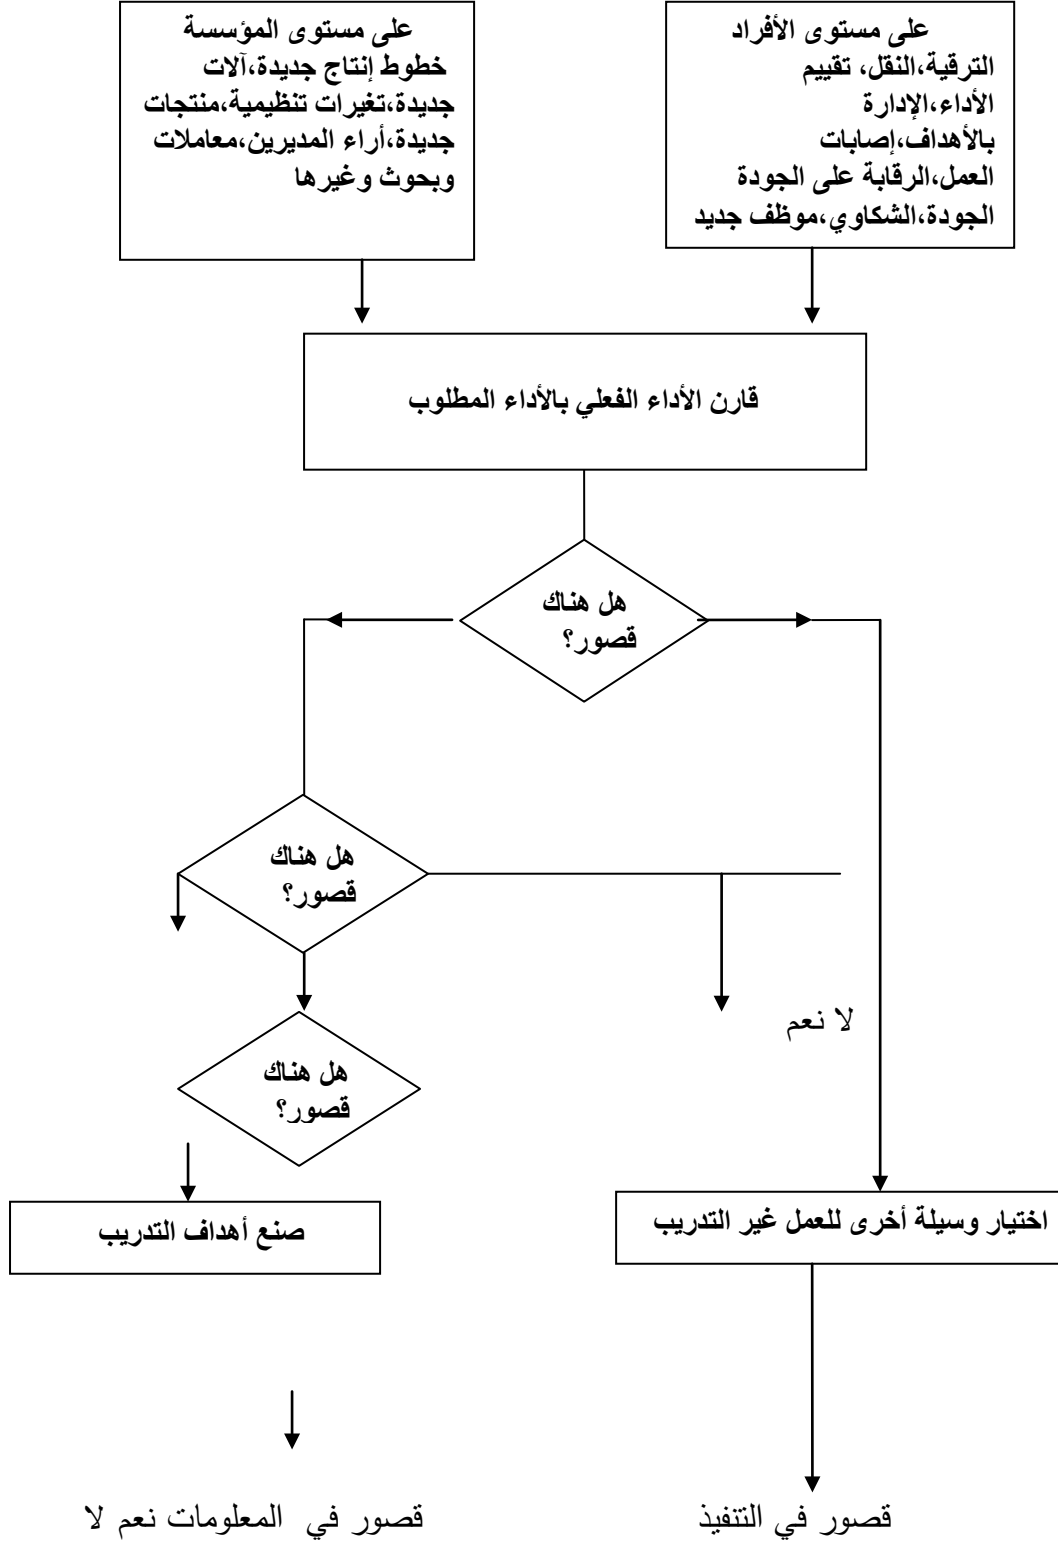 على مستوى الأفراد
الترقية،النقل، تقييم
الأداء،الإدارة
بالأهداف،إصابات
العمل،الرقابة على الجودة
الجودة،الشكاوي،موظف جديد
على مستوى المؤسسة
خطوط إنتاج جديدة،آلات
جديدة،تغيرات تنظيمية،منتجات
جديدة،أراء المديرين،معاملات
وبحوث وغيرها
قارن الأداء الفعلي بالأداء المطلوب
هل هناك
قصور؟
هل هناك
قصور؟
لا نعم
هل هناك
قصور؟
اختيار وسيلة أخرى للعمل غير التدريب
صنع أهداف التدريب
قصور في التنفيذ
قصور في المعلومات نعم لا